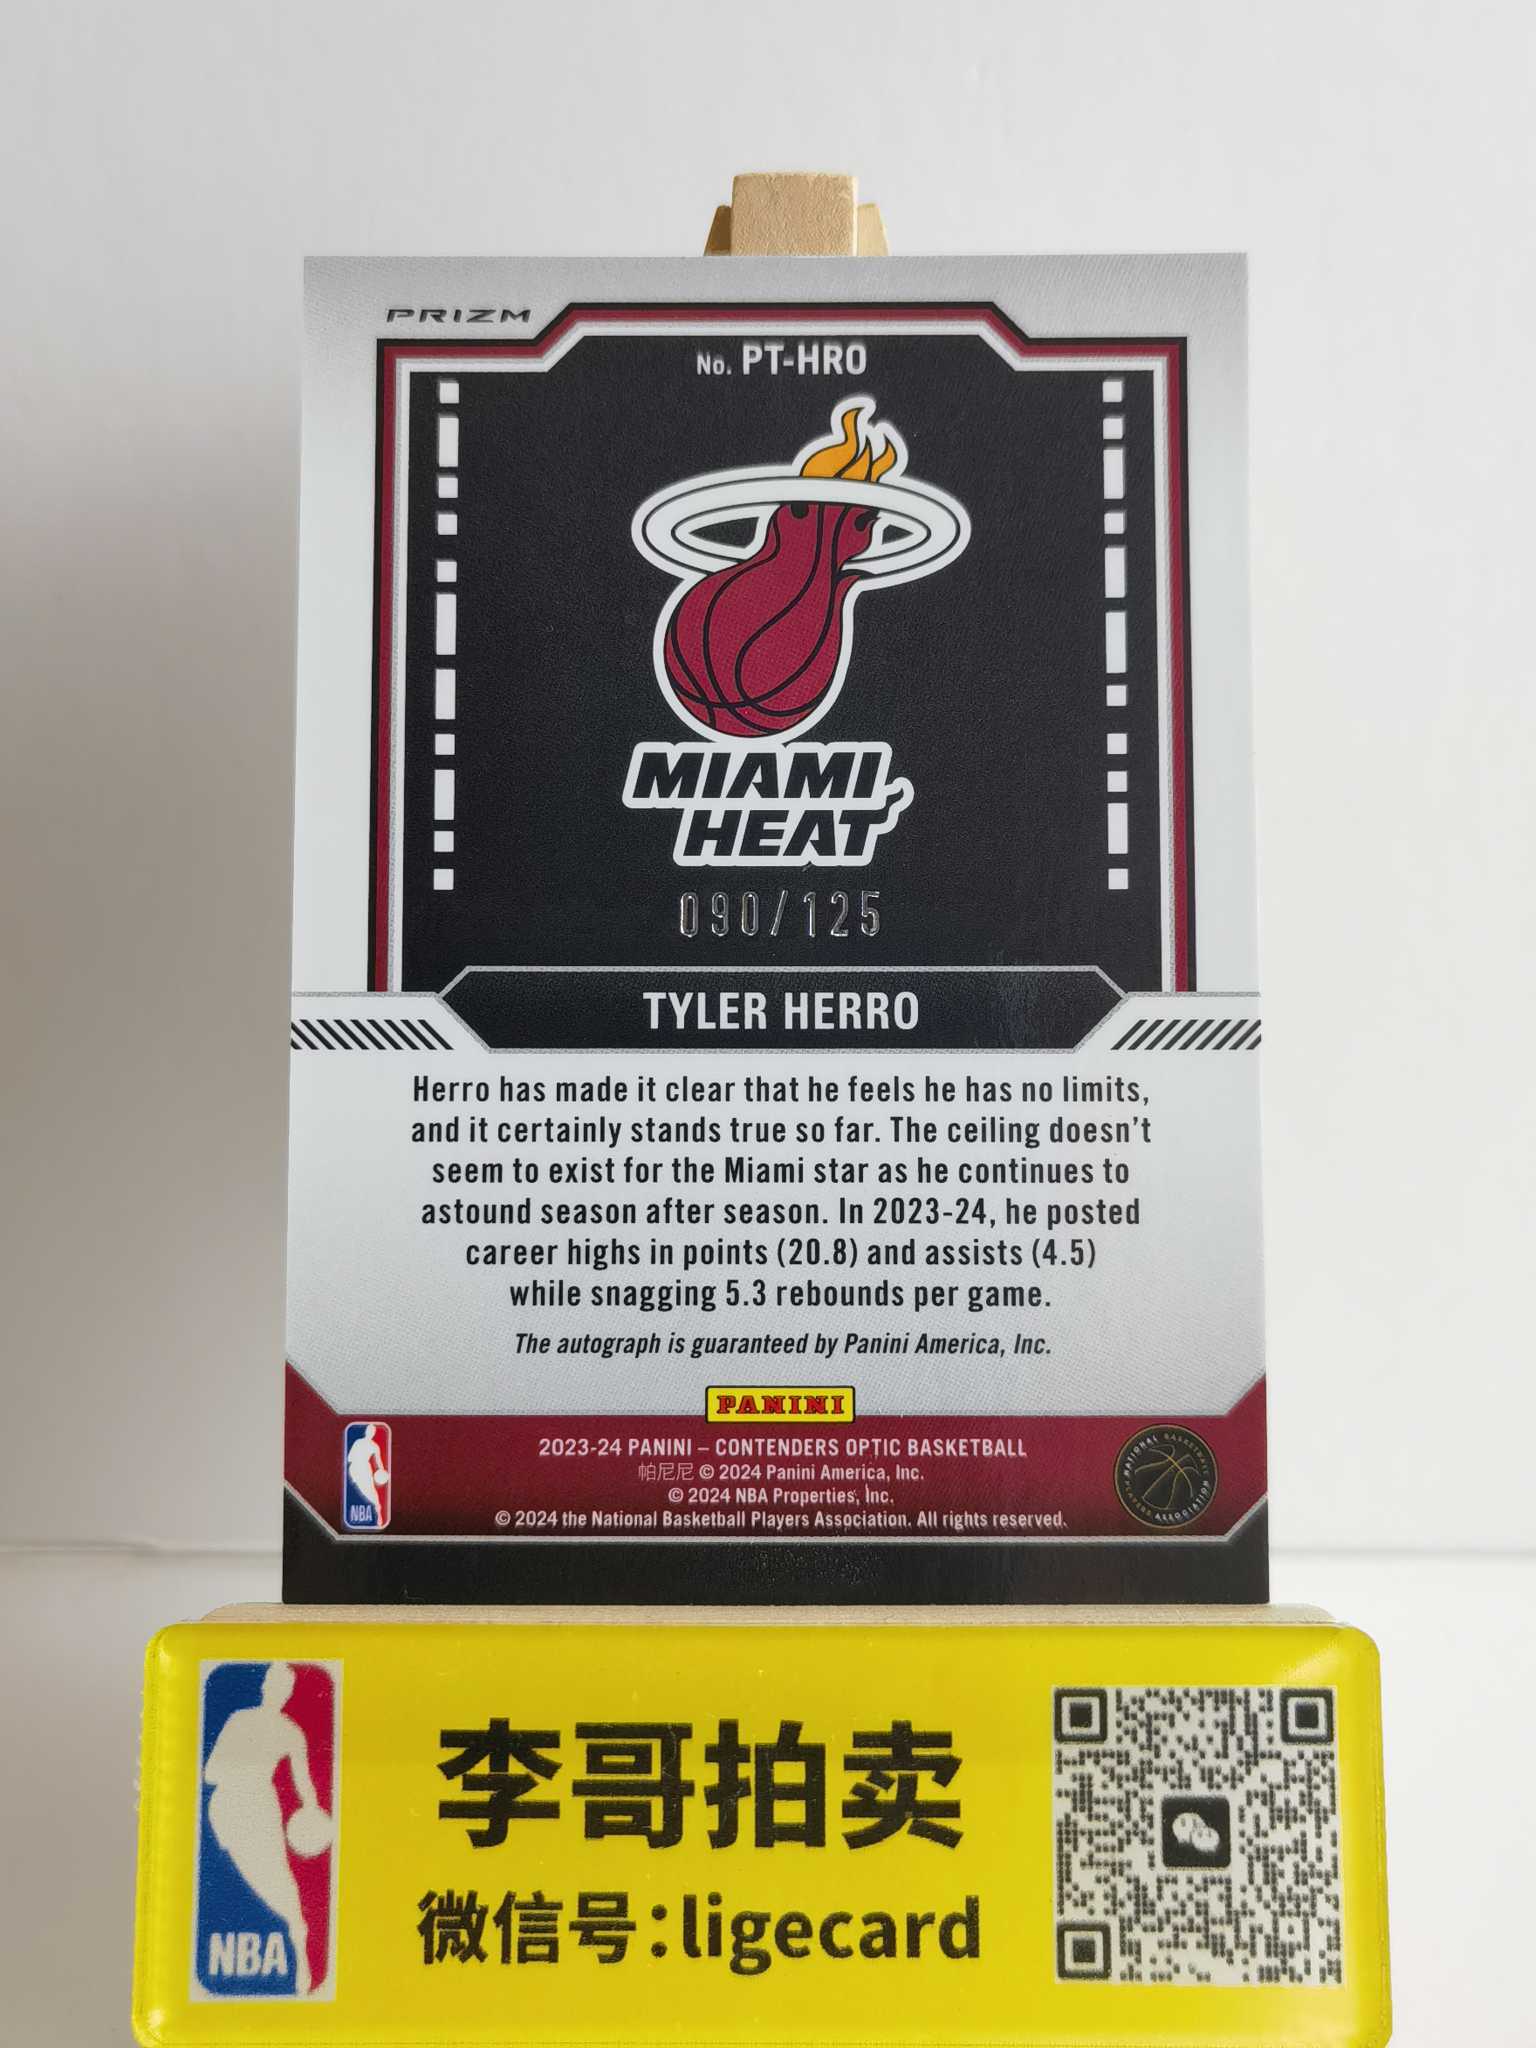 PRIZM
No. PT-HRO
MIAMI
HEAT
090/125
TYLER HERRO
Herro has made it clear that he feels he has no limits,
and it certainly stands true so far. The ceiling doesn't
seem to exist for the Miami star as he continues to
astound season after season. In 2023-24, he posted
career highs in points (20.8) and assists (4.5)
while snagging 5.3 rebounds per game.
The autograph is guaranteed by Panini America, Inc.
PANINI
2023-24 PANINI – CONTENDERS OPTIC BASKETBALL
帕尼尼 © 2024 Panini America, Inc.
© 2024 NBA Properties, Inc.
© 2024 the National Basketball Players Association. All rights reserved.
NBA
NATIONAL BASKETBALL
PLAYERS ASSOCIATION
李哥拍卖
微信号:ligecard
NBA